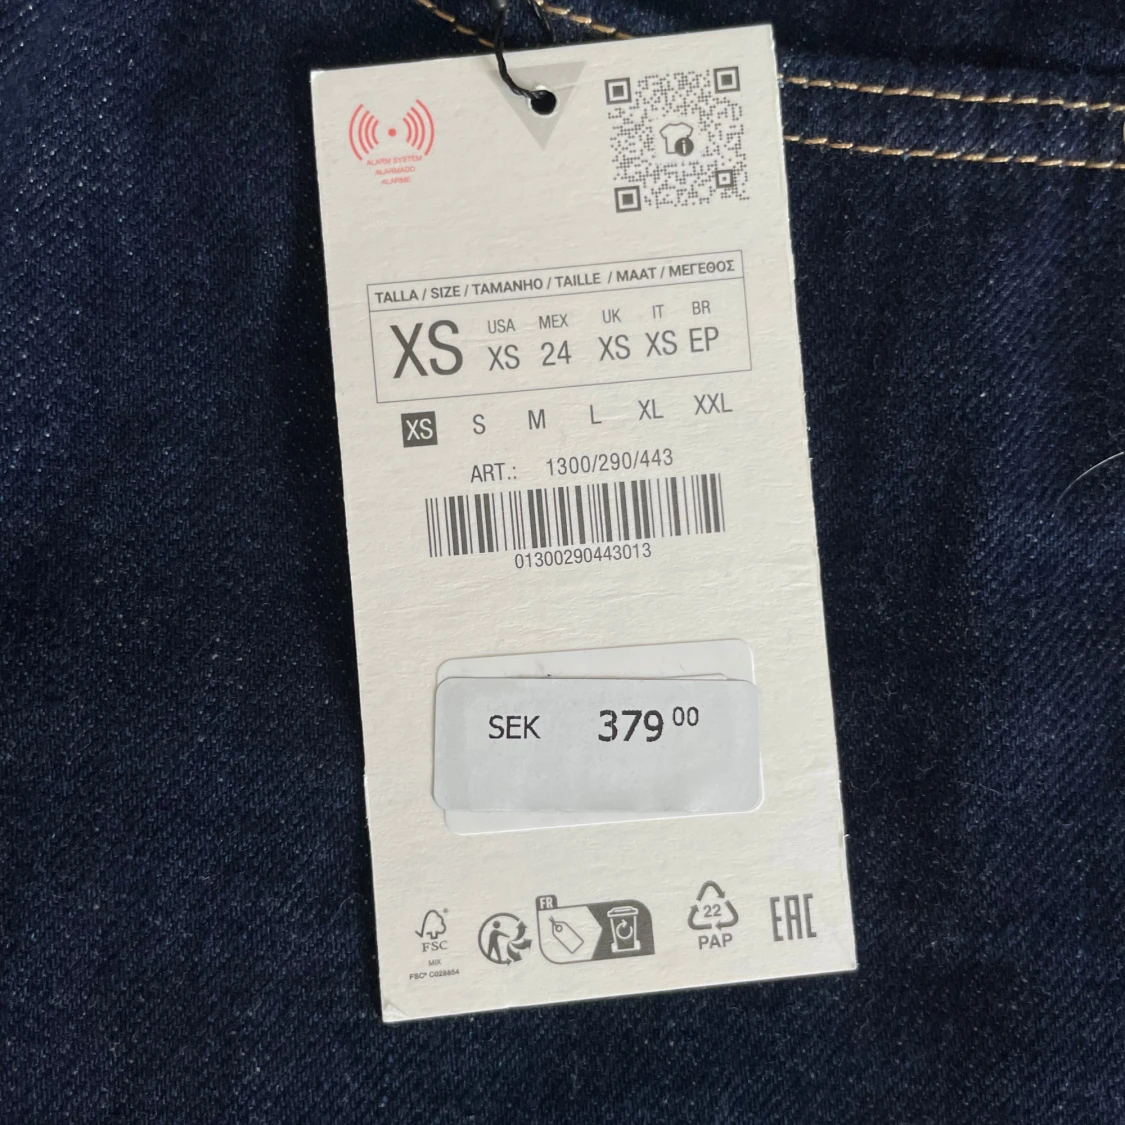 ALARM SYSTEM
ALARMADO
ALARME
TALLA / SIZE / TAMANHO / TAILLE / MAAT / ΜΕΓΕΘΟΣ
XS USA XS MEX 24 UK XS IT XS BR EP
XS S M L XL XXL
ART.: 1300/290/443
01300290443013
SEK 379 00
FR
22
PAP
EAC
FSC
MIX
FSC® C028654